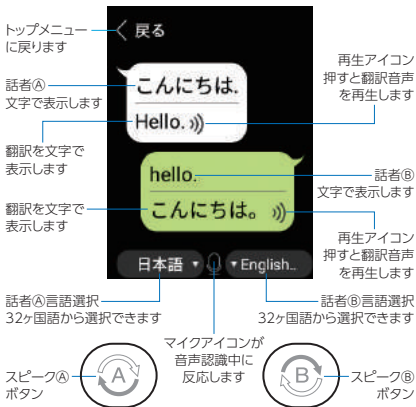 トップメニュー
に戻ります
戻る
再生アイコン
押すと翻訳音声
を再生します
話者Ⓐ
文字で表示します
こんにちは.
Hello.
翻訳を文字で
表示します
hello.
話者Ⓑ
文字で表示します
こんにちは。
翻訳を文字で
表示します
再生アイコン
押すと翻訳音声
を再生します
日本語 ▼
▼English..
話者Ⓐ言語選択
32ヶ国語から選択できます
話者Ⓑ言語選択
32ヶ国語から選択できます
マイクアイコンが
音声認識中に
反応します
スピークⒶ
ボタン
A
B
スピークⒷ
ボタン